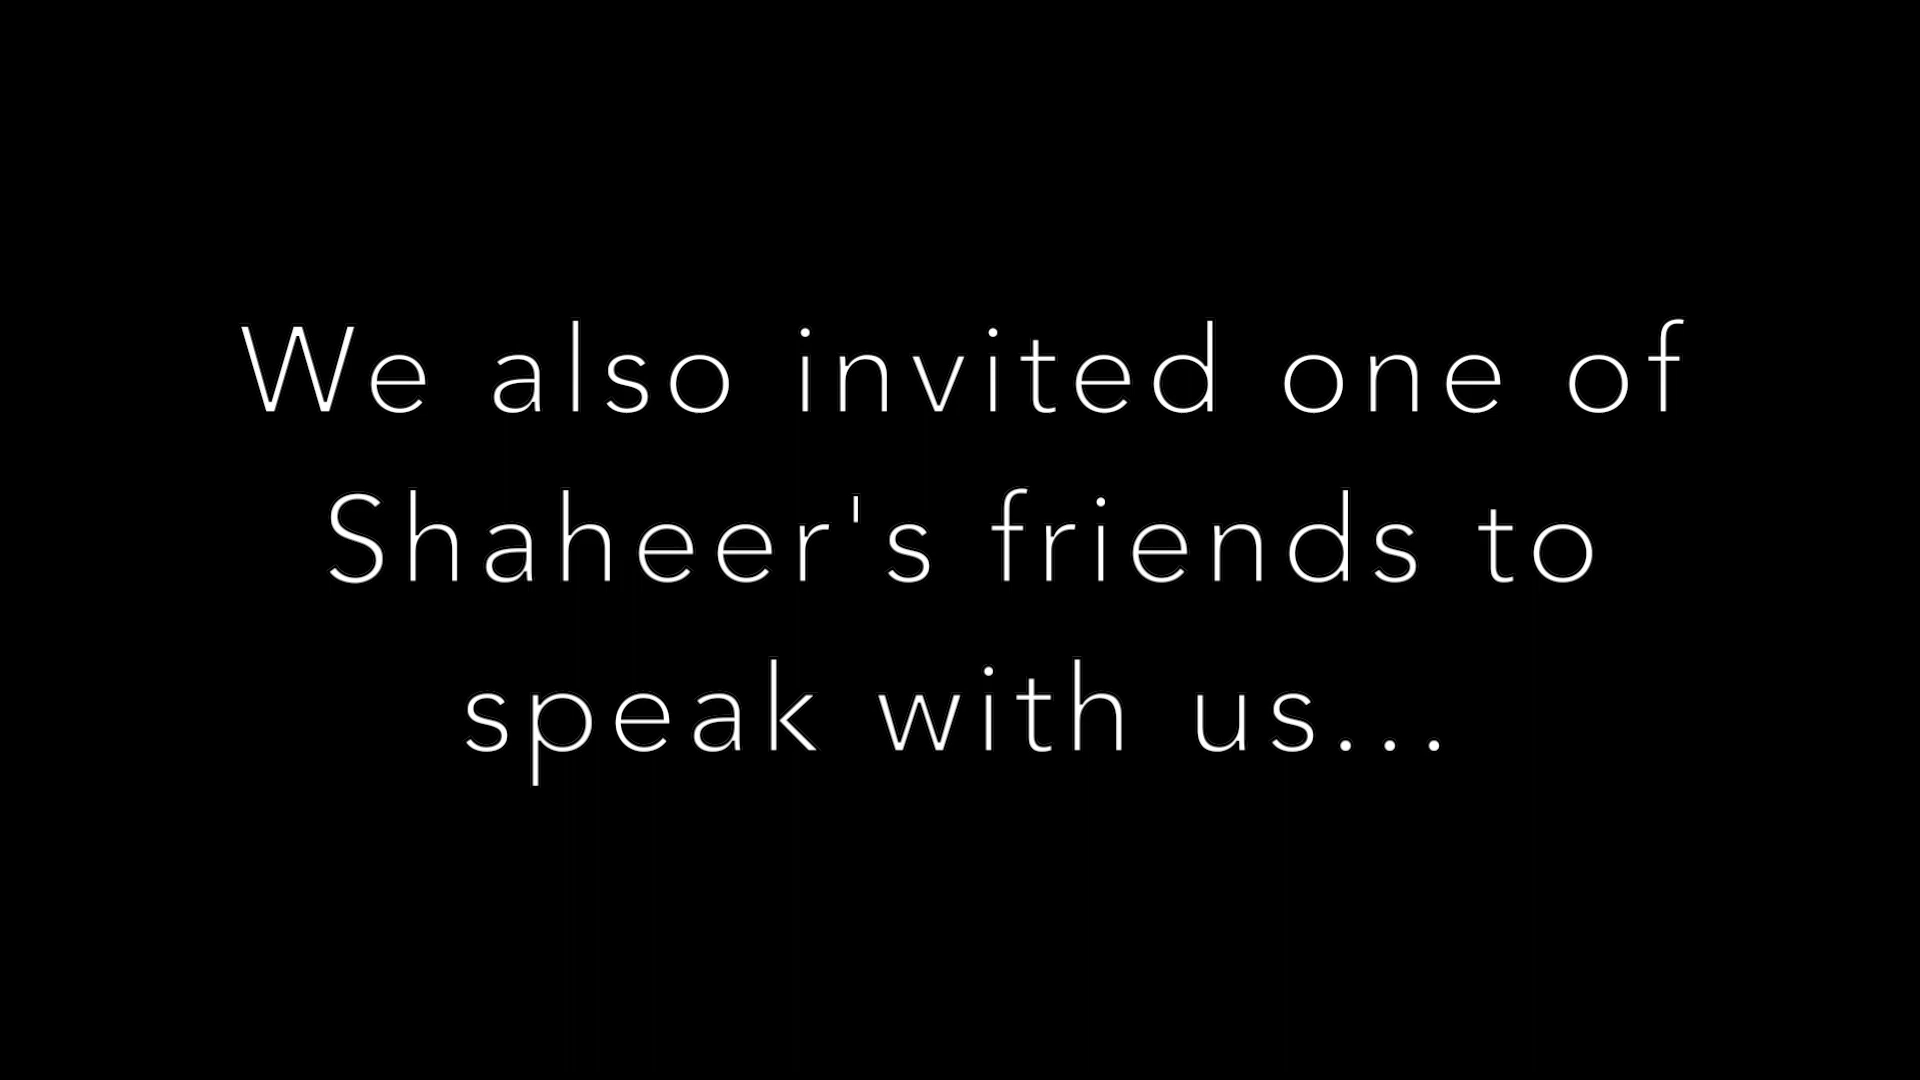 We also invited one of
Shaheer's friends to
speak with us...